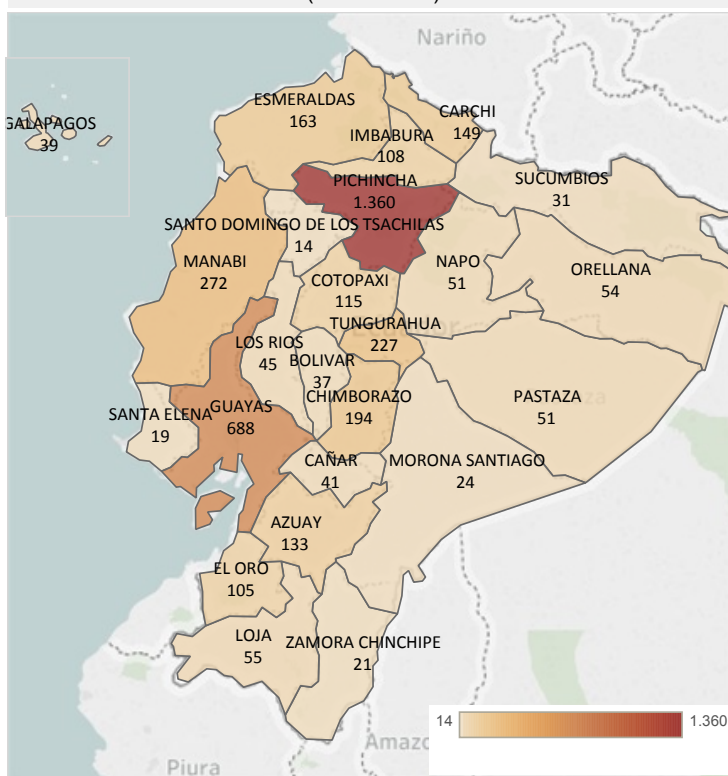 Nariño
ESMERALDAS
163
CARCHI
149
IMBABURA
108
GALAPAGOS
39
PICHINCHA
1.360
SUCUMBIOS
31
SANTO DOMINGO DE LOS TSACHILAS
14
MANABI
272
NAPO
51
ORELLANA
54
COTOPAXI
115
TUNGURAHUA
227
LOS RIOS
45
BOLIVAR
37
CHIMBORAZO
194
PASTAZA
51
SANTA ELENA
19
GUAYAS
688
CAÑAR
41
MORONA SANTIAGO
24
AZUAY
133
EL ORO
105
LOJA
55
ZAMORA CHINCHIPE
21
14
1.360
Amazo
Piura